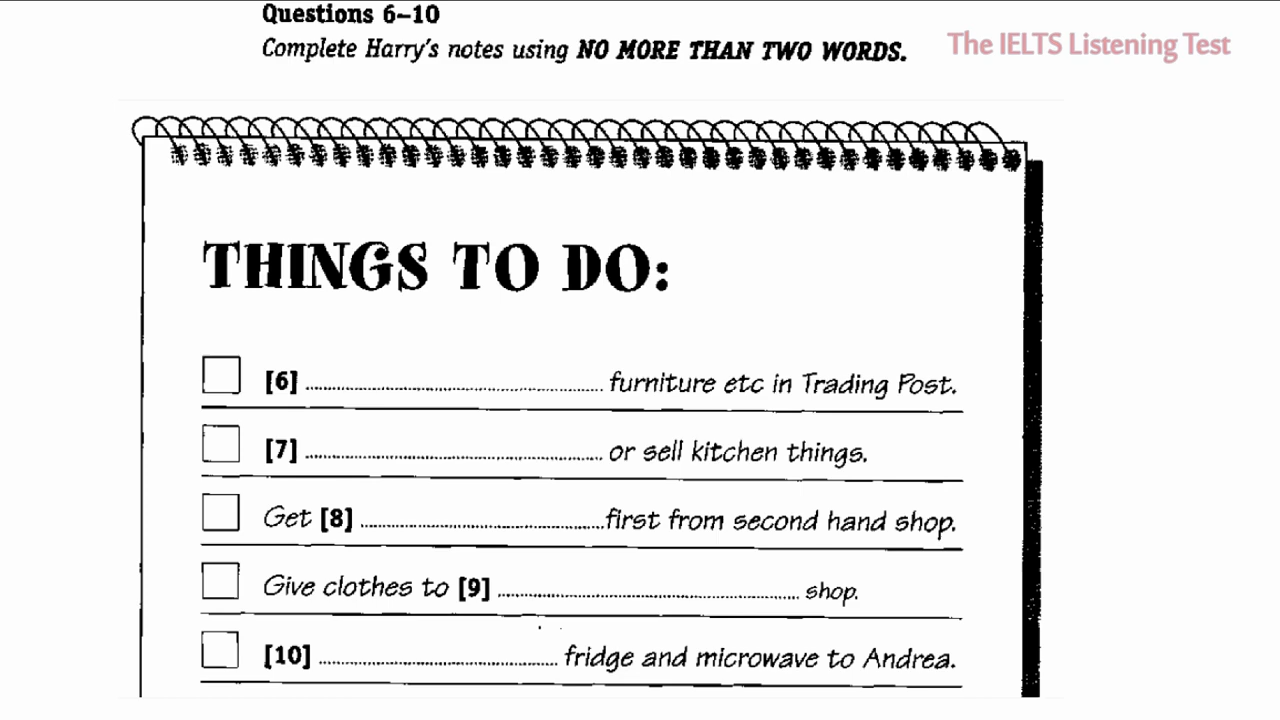 Questions 6–10
Complete Harry's notes using NO MORE THAN TWO WORDS.
The IELTS Listening Test
THINGS TO DO:
[6] ........................ furniture etc in Trading Post.
[7] ........................ or sell kitchen things.
Get [8] ........................ first from second hand shop.
Give clothes to [9] ........................ shop.
[10] ........................ fridge and microwave to Andrea.